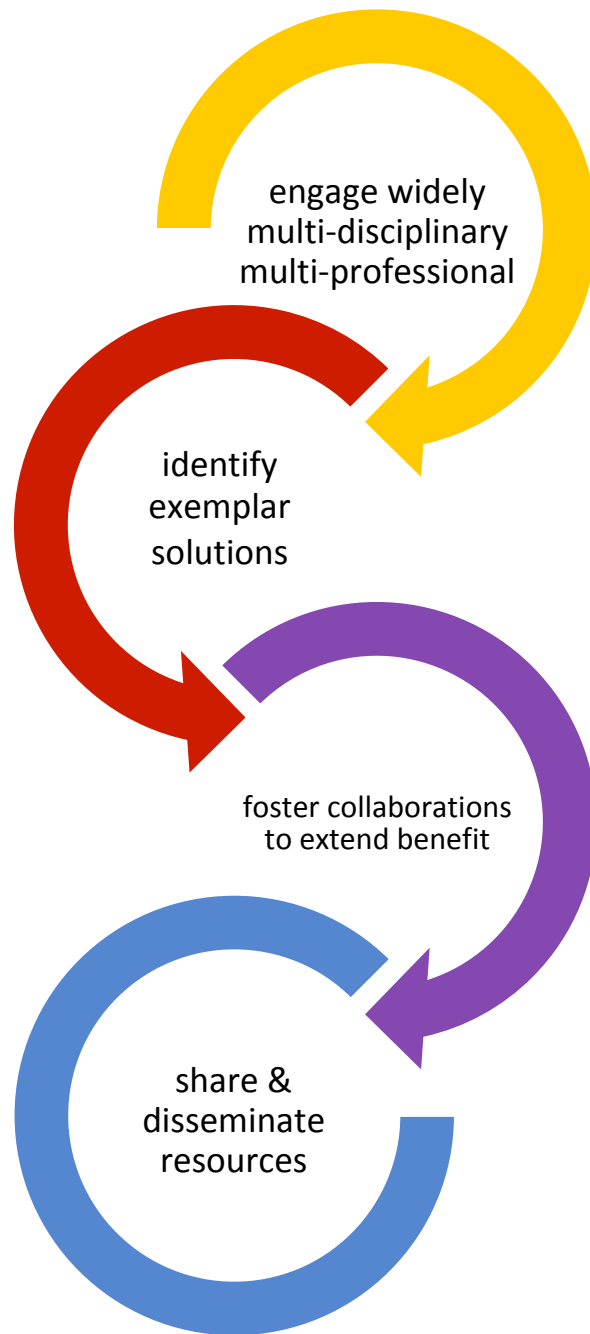 engage widely
multi-disciplinary
multi-professional
identify
exemplar
solutions
foster collaborations
to extend benefit
share &
disseminate
resources